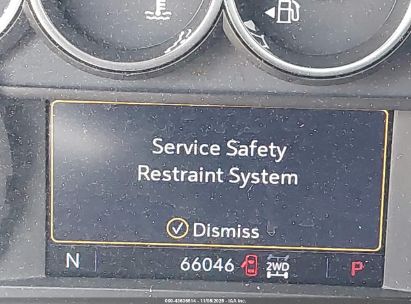 Service Safety
Restraint System
Dismiss
N 66046 2WD P